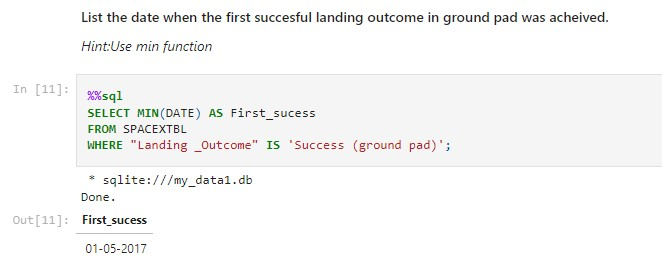 List the date when the first succesful landing outcome in ground pad was acheived.
Hint:Use min function
In [11]:
%%sql
SELECT MIN(DATE) AS First_sucess
FROM SPACEXTBL
WHERE "Landing _Outcome" IS 'Success (ground pad)';
* sqlite:///my_data1.db
Done.
Out[11]:
First_sucess
01-05-2017